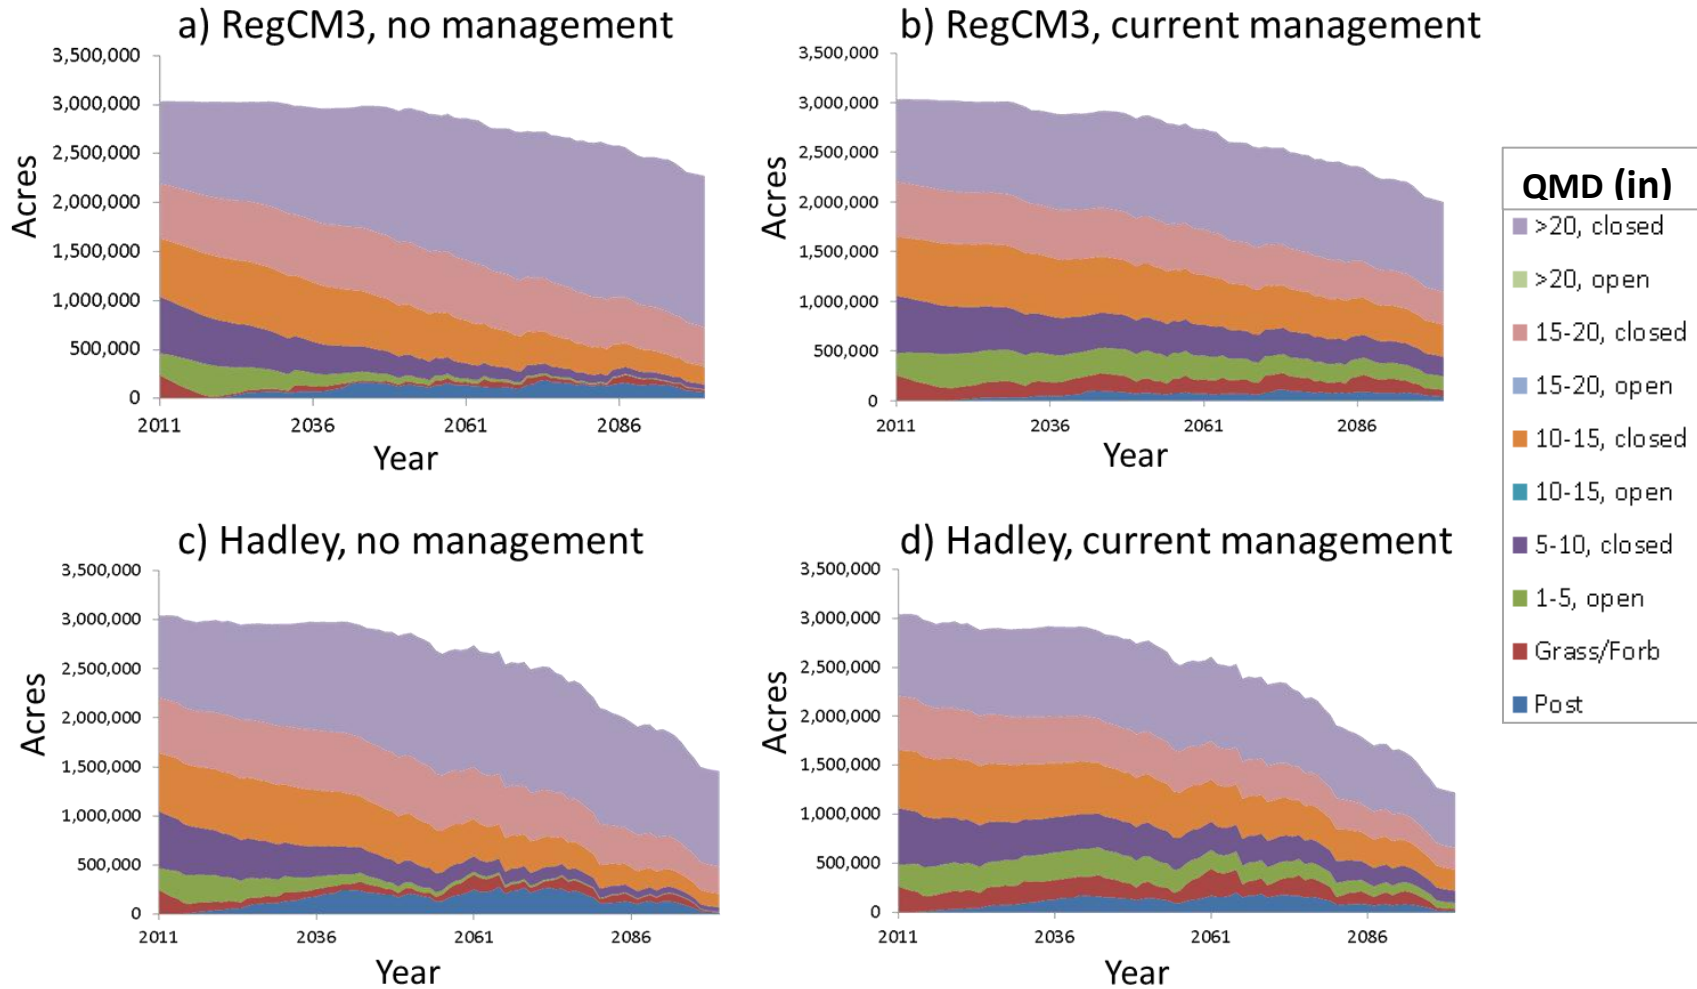 a) RegCM3, no management
3,500,000
3,000,000
2,500,000
2,000,000
1,500,000
1,000,000
500,000
0
Acres
2011 2036 2061 2086
Year
b) RegCM3, current management
3,500,000
3,000,000
2,500,000
2,000,000
1,500,000
1,000,000
500,000
0
Acres
2011 2036 2061 2086
Year
c) Hadley, no management
3,500,000
3,000,000
2,500,000
2,000,000
1,500,000
1,000,000
500,000
0
Acres
2011 2036 2061 2086
Year
d) Hadley, current management
3,500,000
3,000,000
2,500,000
2,000,000
1,500,000
1,000,000
500,000
0
Acres
2011 2036 2061 2086
Year
QMD (in)
>20, closed
>20, open
15-20, closed
15-20, open
10-15, closed
10-15, open
5-10, closed
1-5, open
Grass/Forb
Post